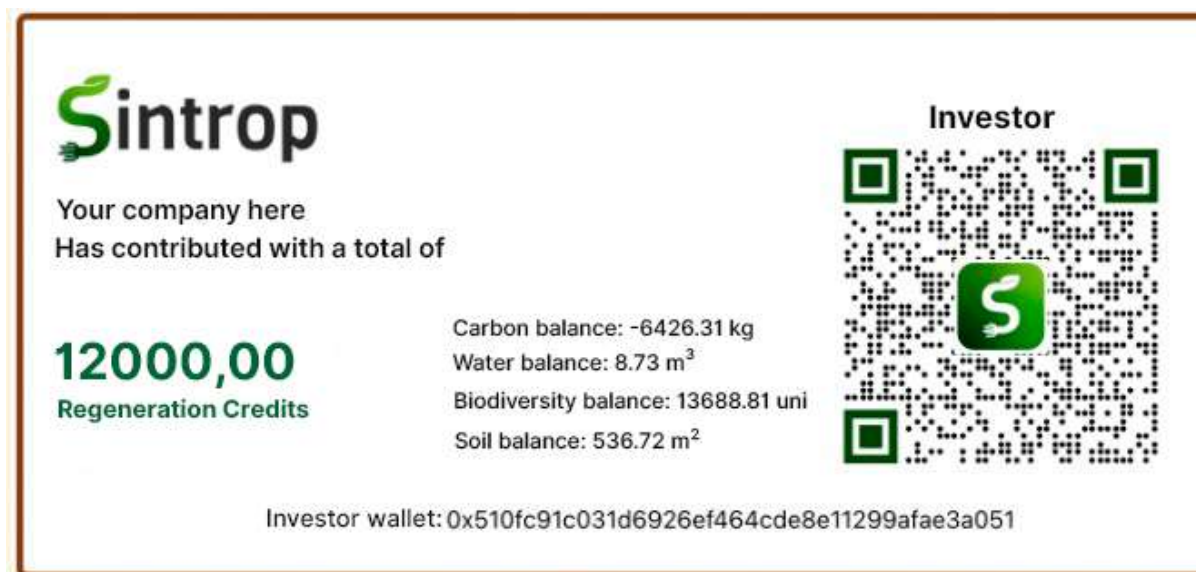 Sintrop
Investor
Your company here
Has contributed with a total of
12000,00
Regeneration Credits
Carbon balance: -6426.31 kg
Water balance: 8.73 m³
Biodiversity balance: 13688.81 uni
Soil balance: 536.72 m²
Investor wallet: 0x510fc91c031d6926ef464cde8e11299afae3a051